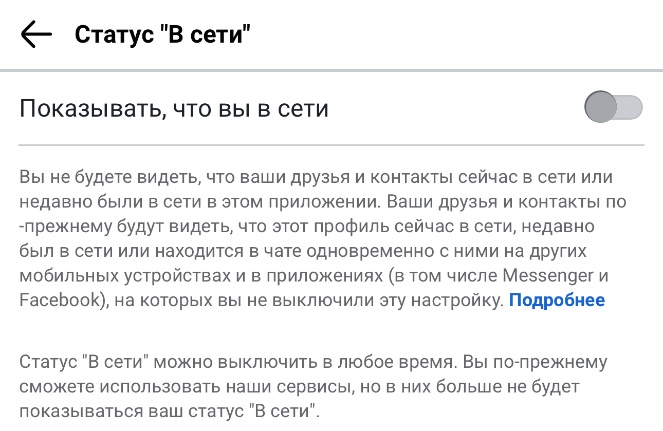 Статус "В сети"
Показывать, что вы в сети
Вы не будете видеть, что ваши друзья и контакты сейчас в сети или
недавно были в сети в этом приложении. Ваши друзья и контакты по
-прежнему будут видеть, что этот профиль сейчас в сети, недавно
был в сети или находится в чате одновременно с ними на других
мобильных устройствах и в приложениях (в том числе Messenger и
Facebook), на которых вы не выключили эту настройку. Подробнее
Статус "В сети" можно выключить в любое время. Вы по-прежнему
сможете использовать наши сервисы, но в них больше не будет
показываться ваш статус "В сети".